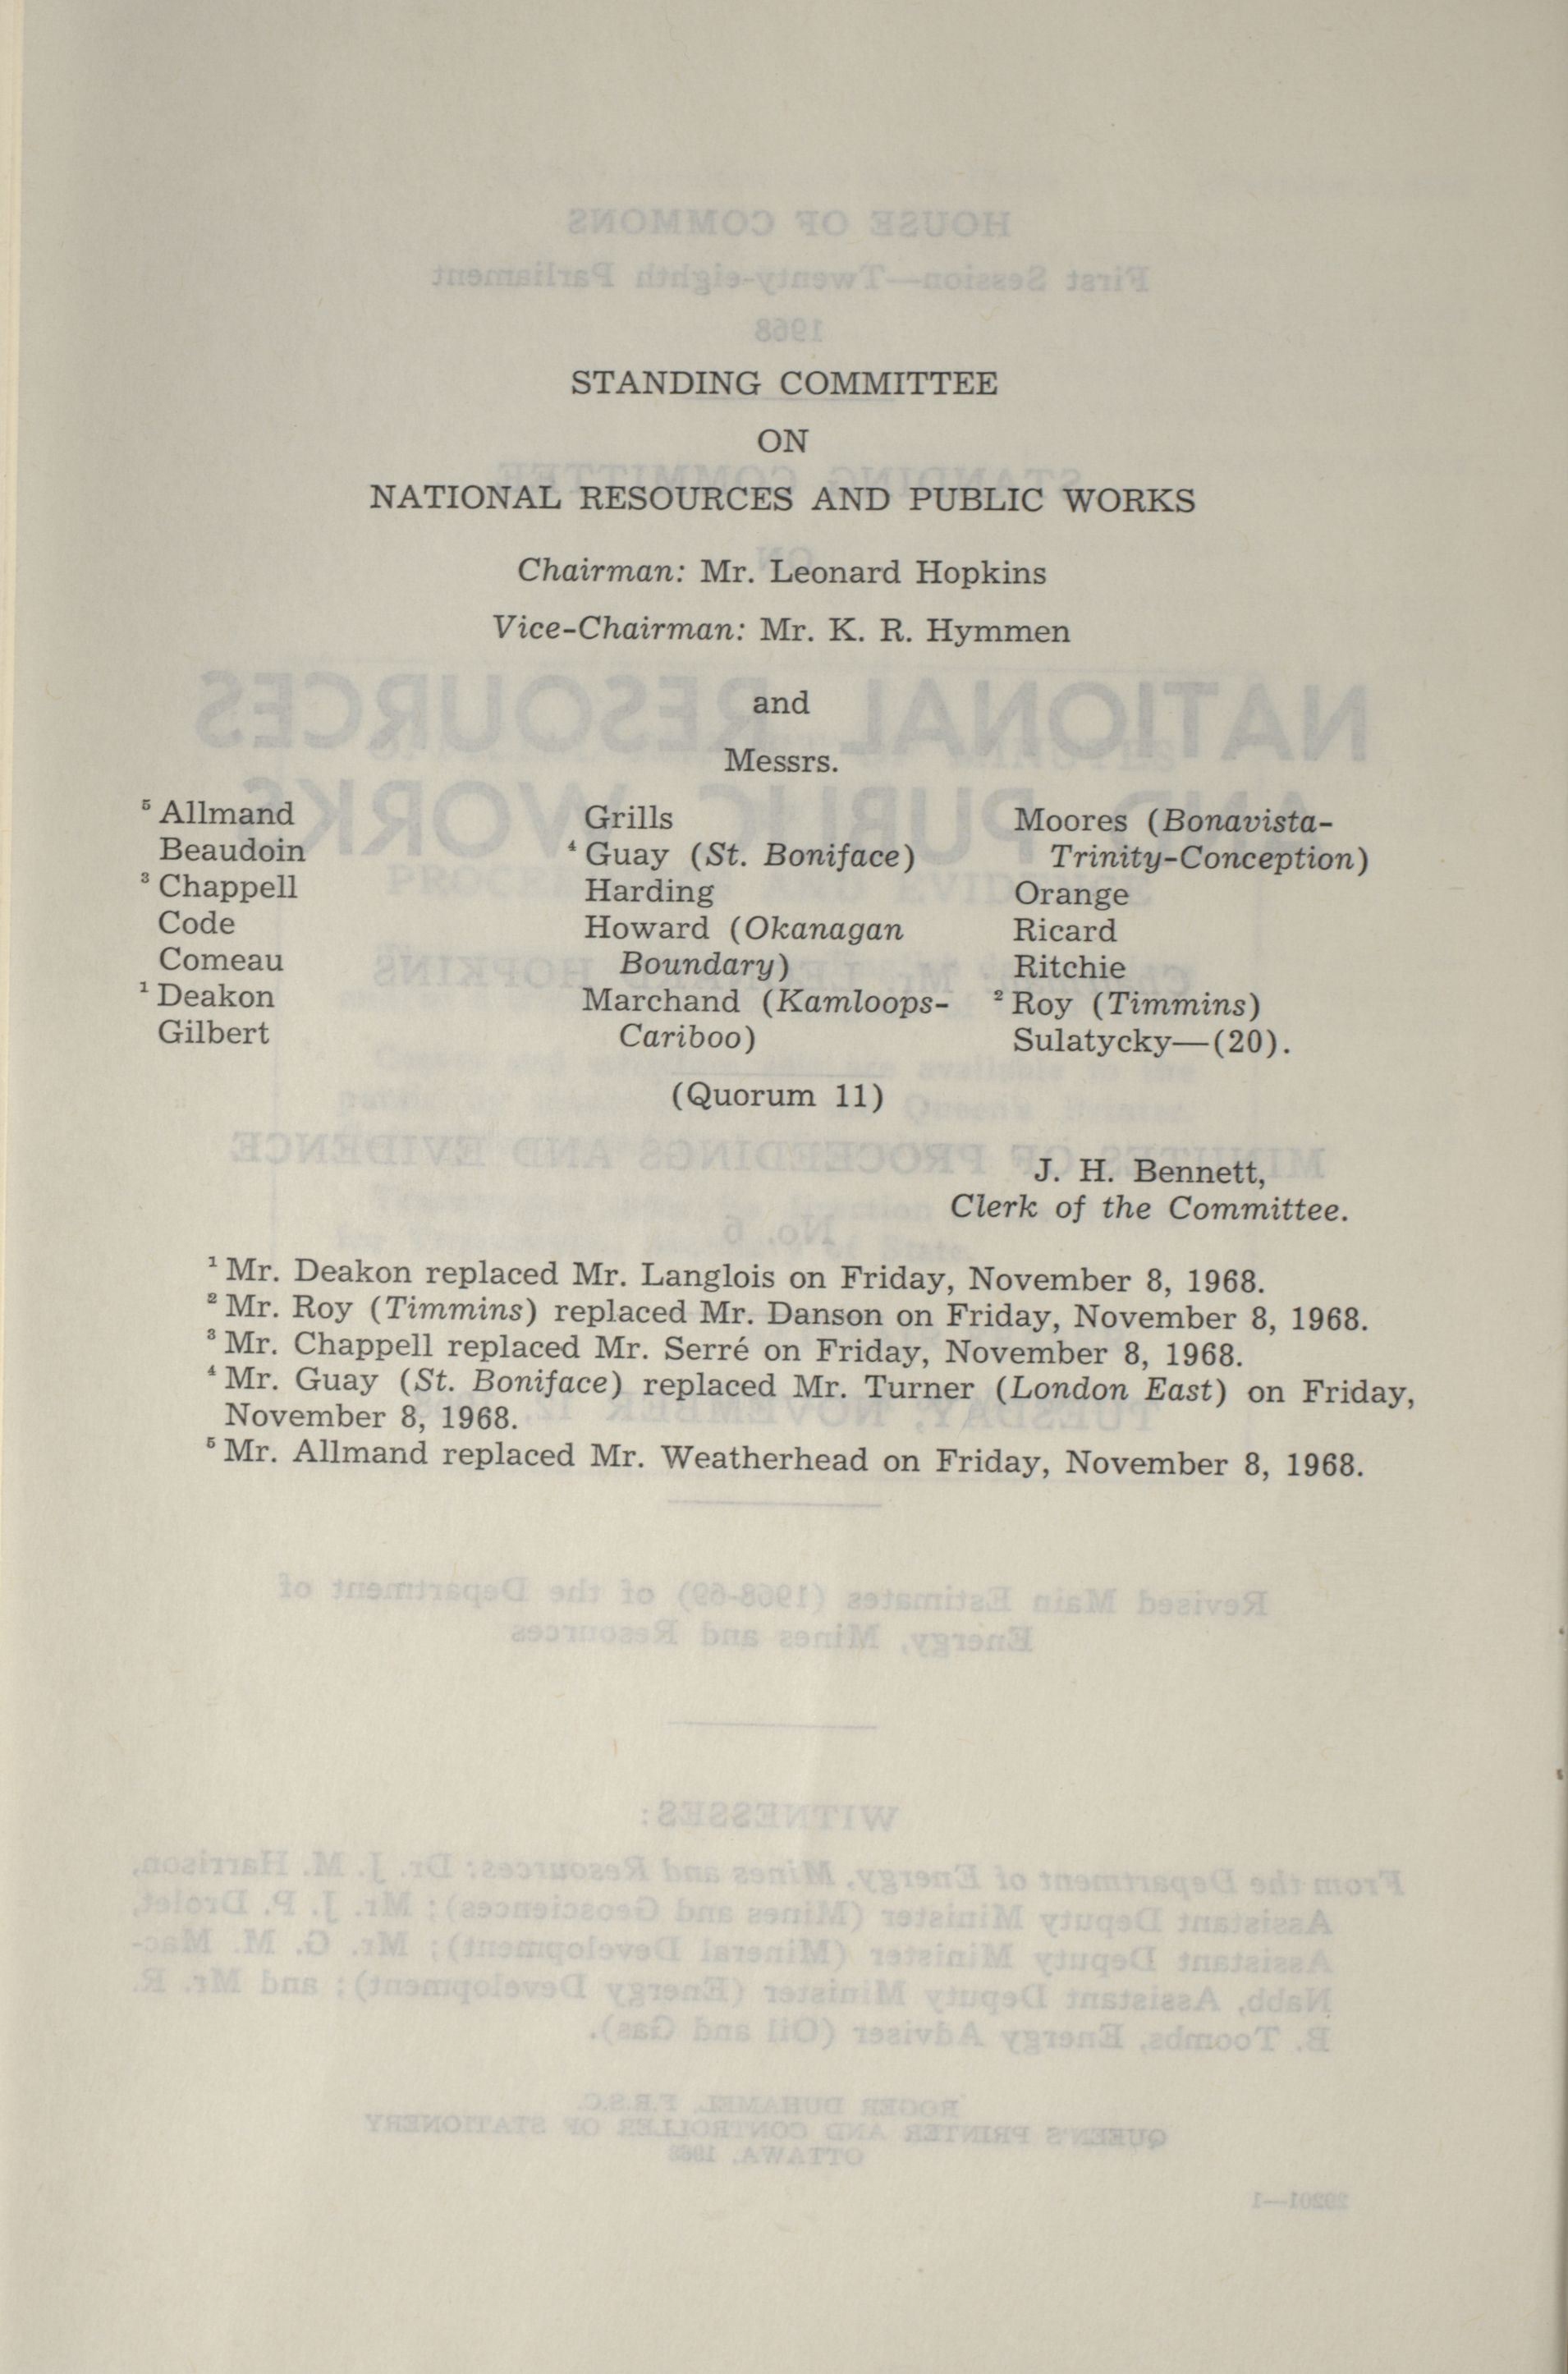 STANDING COMMITTEE
ON
NATIONAL RESOURCES AND PUBLIC WORKS
Chairman: Mr. Leonard Hopkins
Vice-Chairman: Mr. K. R. Hymmen
and
Messrs.
⁵ Allmand
Beaudoin
³ Chappell
Code
Comeau
¹ Deakon
Gilbert
Grills
⁴ Guay (St. Boniface)
Harding
Howard (Okanagan
Boundary)
Marchand (Kamloops-
Cariboo)
Moores (Bonavista-
Trinity-Conception)
Orange
Ricard
Ritchie
² Roy (Timmins)
Sulatycky—(20).
(Quorum 11)
J. H. Bennett,
Clerk of the Committee.
¹ Mr. Deakon replaced Mr. Langlois on Friday, November 8, 1968.
² Mr. Roy (Timmins) replaced Mr. Danson on Friday, November 8, 1968.
³ Mr. Chappell replaced Mr. Serré on Friday, November 8, 1968.
⁴ Mr. Guay (St. Boniface) replaced Mr. Turner (London East) on Friday,
November 8, 1968.
⁵ Mr. Allmand replaced Mr. Weatherhead on Friday, November 8, 1968.